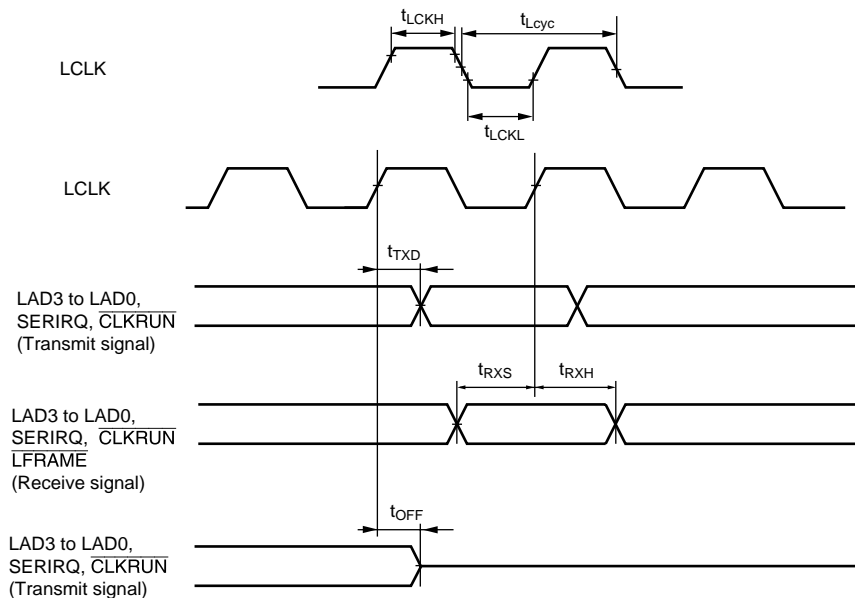 tLCKH
tLcyc
LCLK
tLCKL
LCLK
tTXD
LAD3 to LAD0,
SERIRQ, CLKRUN
(Transmit signal)
tRXS
tRXH
LAD3 to LAD0,
SERIRQ, CLKRUN
LFRAME
(Receive signal)
tOFF
LAD3 to LAD0,
SERIRQ, CLKRUN
(Transmit signal)